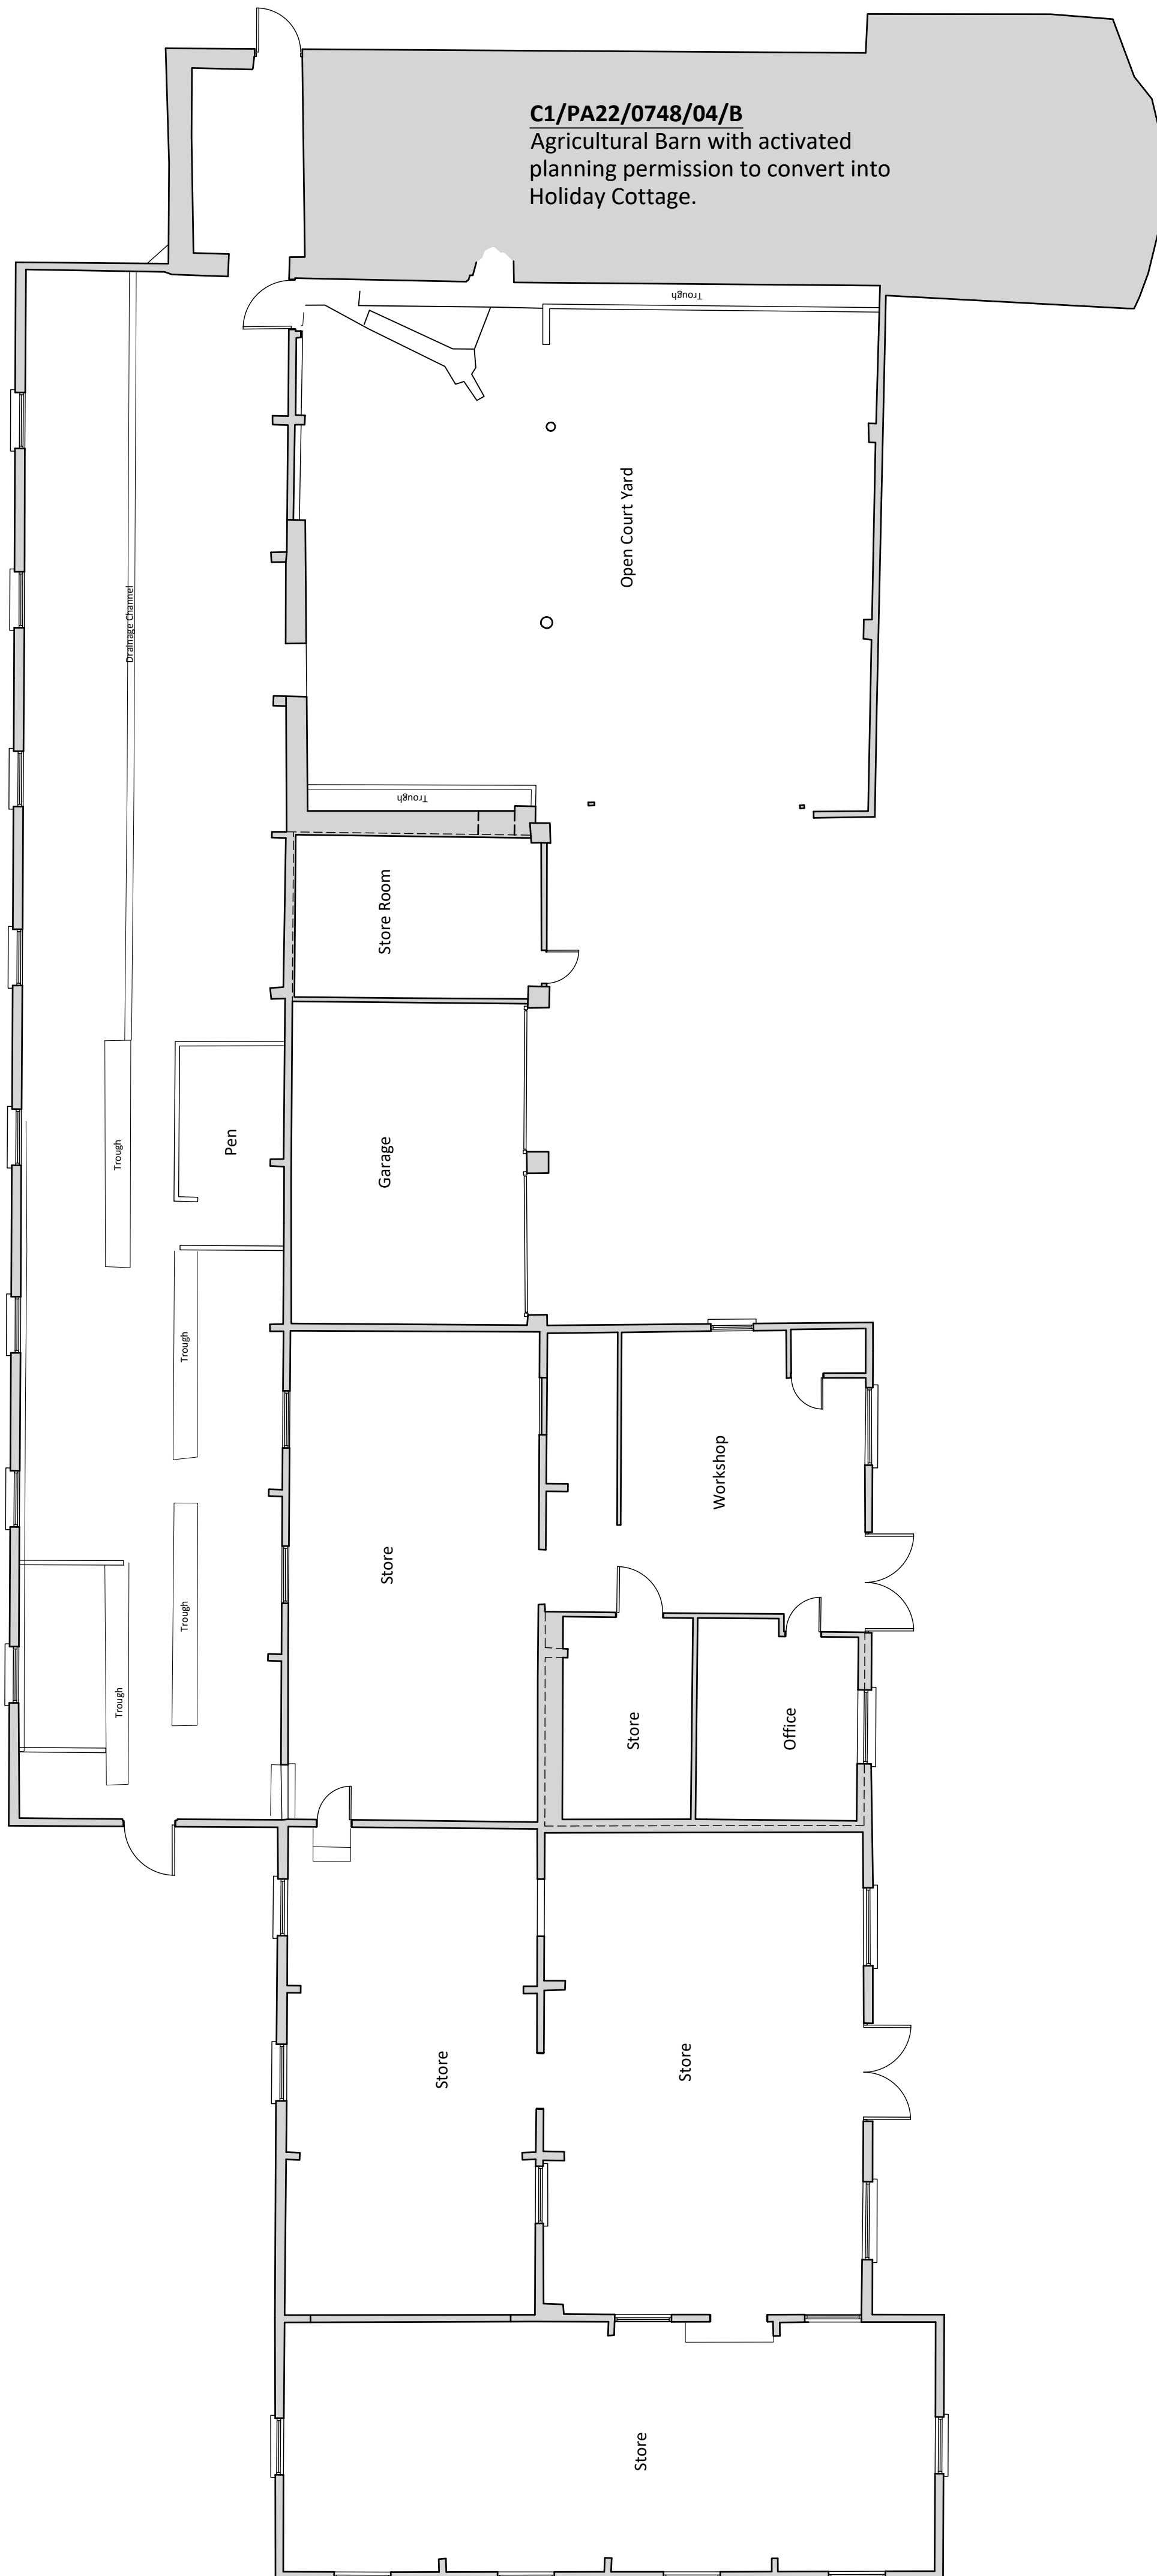 C1/PA22/0748/04/B
Agricultural Barn with activated
planning permission to convert into
Holiday Cottage.
Trough
Open Court Yard
Drainage Channel
Trough
Store Room
Trough
Pen
Garage
Trough
Workshop
Store
Trough
Trough
Store
Office
Store
Store
Store